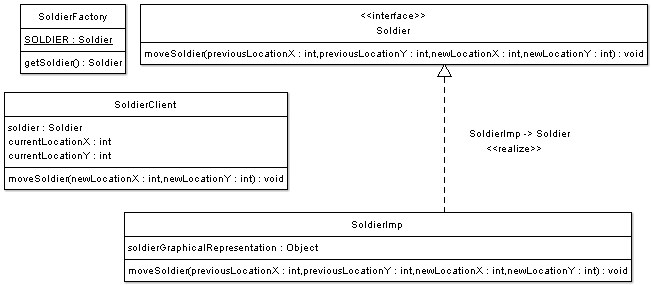 SoldierFactory
SOLDIER : Soldier
getSoldier() : Soldier
<<interface>>
Soldier
moveSoldier(previousLocationX : int,previousLocationY : int,newLocationX : int,newLocationY : int) : void
SoldierClient
soldier : Soldier
currentLocationX : int
currentLocationY : int
moveSoldier(newLocationX : int,newLocationY : int) : void
SoldierImp -> Soldier
<<realize>>
SoldierImp
soldierGraphicalRepresentation : Object
moveSoldier(previousLocationX : int,previousLocationY : int,newLocationX : int,newLocationY : int) : void